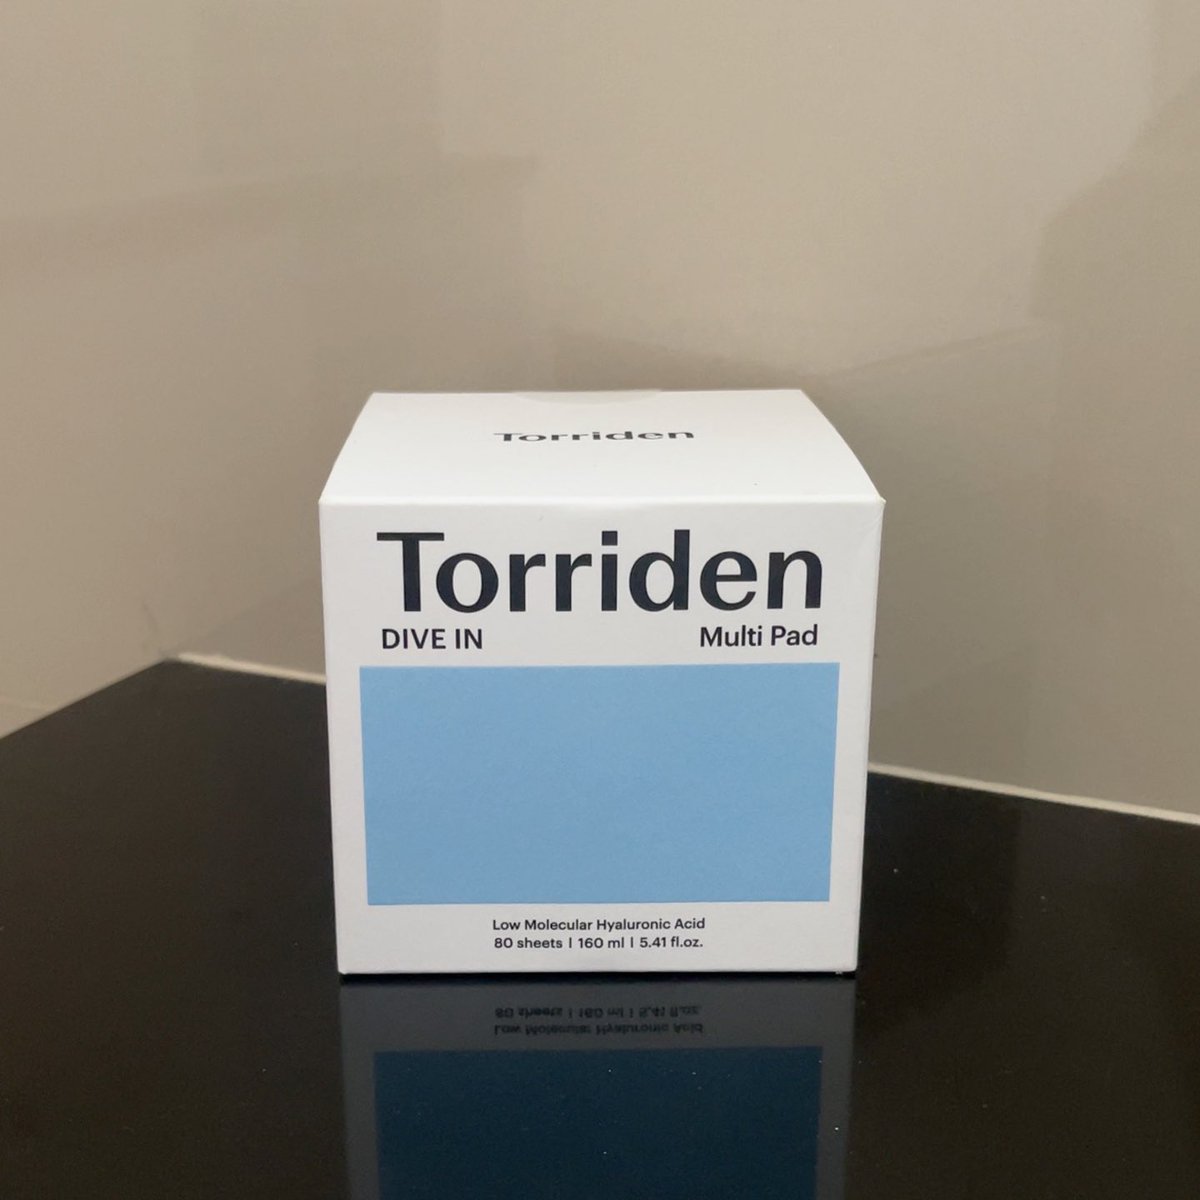 Torriden
Torriden
DIVE IN Multi Pad
Low Molecular Hyaluronic Acid
80 sheets | 160 ml | 5.41 fl.oz.